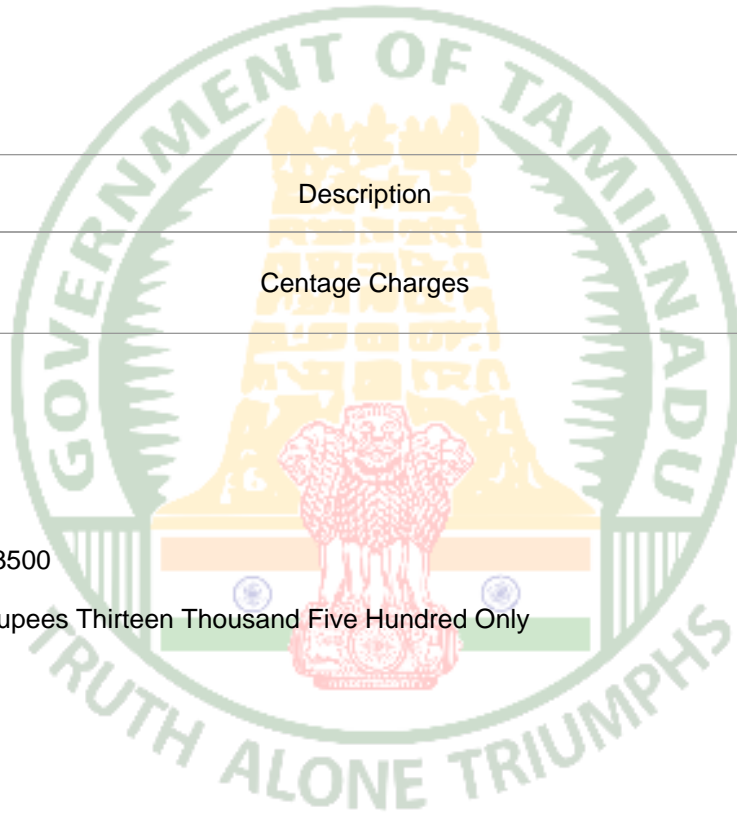 GOVERNMENT OF TAMILNADU
Description
Centage Charges
3500
upees Thirteen Thousand Five Hundred Only
TRUTH ALONE TRIUMPHS